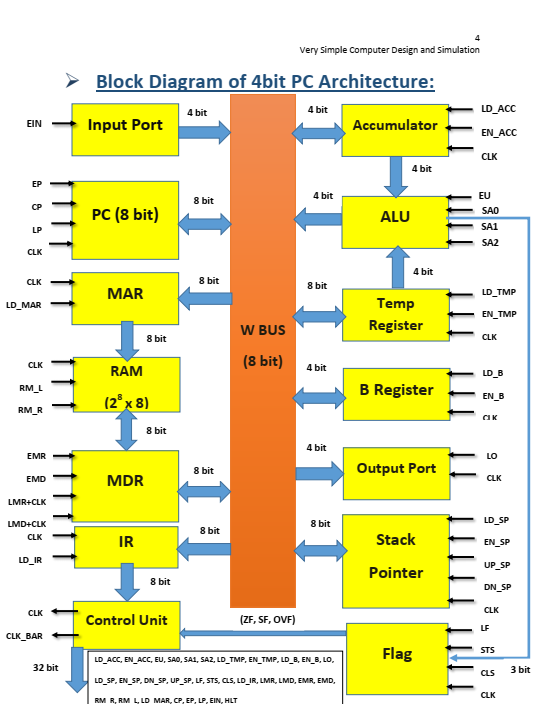 4
Very Simple Computer Design and Simulation
➢ Block Diagram of 4bit PC Architecture:
EIN
Input Port
4 bit
EP
CP
LP
CLK
PC (8 bit)
8 bit
CLK
LD_MAR
MAR
8 bit
8 bit
CLK
RM_L
RM_R
RAM
(2⁸ x 8)
8 bit
EMR
EMD
LMR+CLK
LMD+CLK
MDR
8 bit
CLK
LD_IR
IR
8 bit
8 bit
CLK
CLK_BAR
Control Unit
32 bit
W BUS
(8 bit)
4 bit
Accumulator
LD_ACC
EN_ACC
CLK
4 bit
4 bit
ALU
EU
SA0
SA1
SA2
4 bit
8 bit
Temp
Register
LD_TMP
EN_TMP
CLK
4 bit
B Register
LD_B
EN_B
CLK
4 bit
Output Port
LO
CLK
8 bit
Stack
Pointer
LD_SP
EN_SP
UP_SP
DN_SP
CLK
(ZF, SF, OVF)
Flag
LF
STS
CLS
CLK
3 bit
LD_ACC, EN_ACC, EU, SA0, SA1, SA2, LD_TMP, EN_TMP, LD_B, EN_B, LO,
LD_SP, EN_SP, DN_SP, UP_SP, LF, STS, CLS, LD_IR, LMR, LMD, EMR, EMD,
RM_R, RM_L, LD_MAR, CP, EP, LP, EIN, HLT